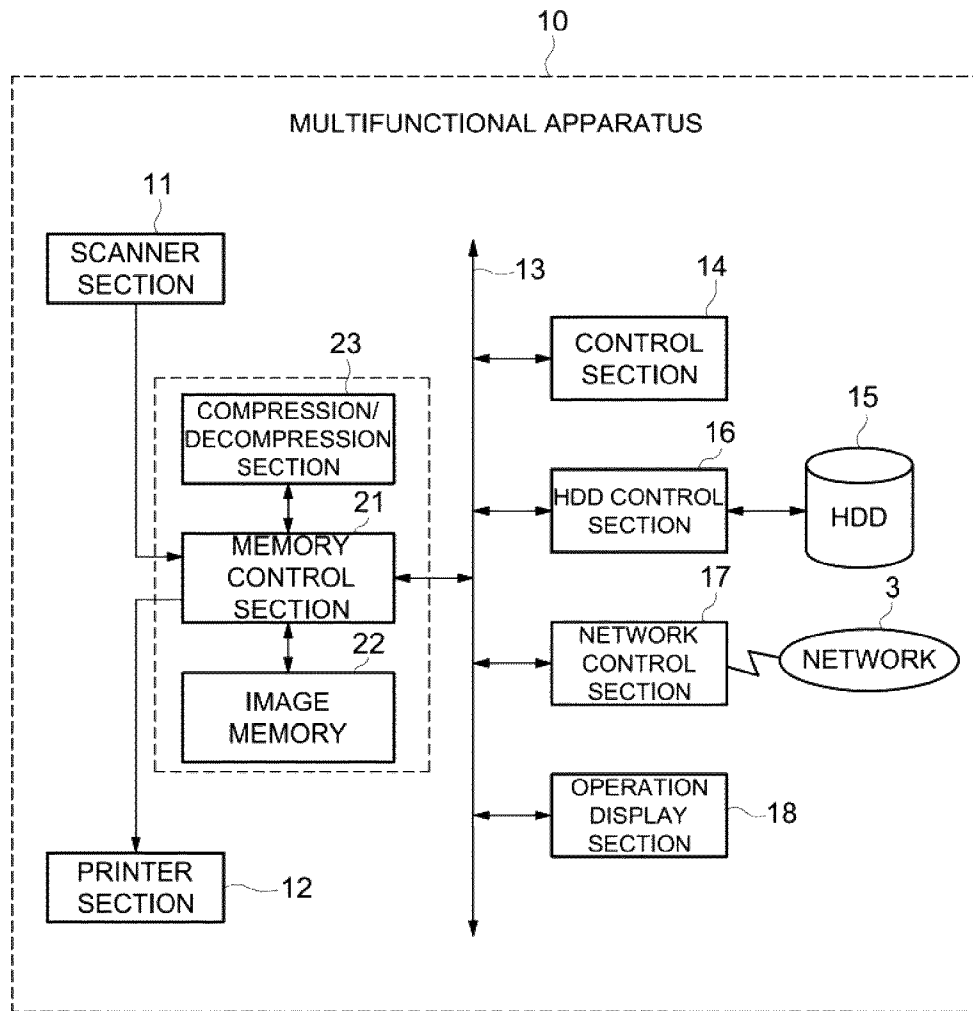 10
MULTIFUNCTIONAL APPARATUS
11
SCANNER
SECTION
13
14
CONTROL
SECTION
23
COMPRESSION/
DECOMPRESSION
SECTION
15
HDD
16
HDD CONTROL
SECTION
21
MEMORY
CONTROL
SECTION
17
NETWORK
CONTROL
SECTION
3
NETWORK
22
IMAGE
MEMORY
OPERATION
DISPLAY
SECTION
18
PRINTER
SECTION
12